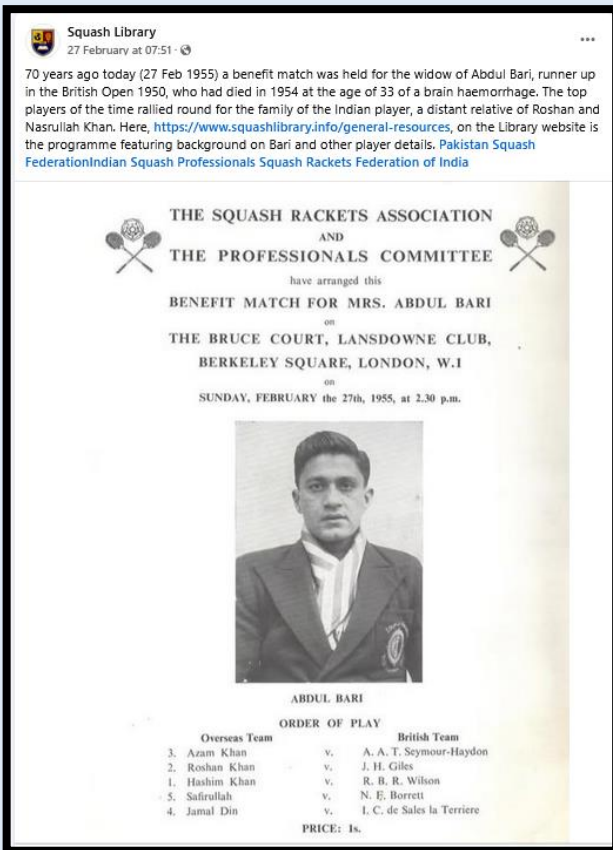 Squash Library
27 February at 07:51 ·
70 years ago today (27 Feb 1955) a benefit match was held for the widow of Abdul Bari, runner up
in the British Open 1950, who had died in 1954 at the age of 33 of a brain haemorrhage. The top
players of the time rallied round for the family of the Indian player, a distant relative of Roshan and
Nasrullah Khan. Here, https://www.squashlibrary.info/general-resources, on the Library website is
the programme featuring background on Bari and other player details. Pakistan Squash
FederationIndian Squash Professionals Squash Rackets Federation of India
THE SQUASH RACKETS ASSOCIATION
AND
THE PROFESSIONALS COMMITTEE
have arranged this
BENEFIT MATCH FOR MRS. ABDUL BARI
on
THE BRUCE COURT, LANSDOWNE CLUB,
BERKELEY SQUARE, LONDON, W.1
on
SUNDAY, FEBRUARY the 27th, 1955, at 2.30 p.m.
ABDUL BARI
ORDER OF PLAY
Overseas Team British Team
3. Azam Khan v. A. A. T. Seymour-Haydon
2. Roshan Khan v. J. H. Giles
1. Hashim Khan v. R. B. R. Wilson
5. Safirullah v. N. F. Borrett
4. Jamal Din v. I. C. de Sales la Terriere
PRICE: 1s.